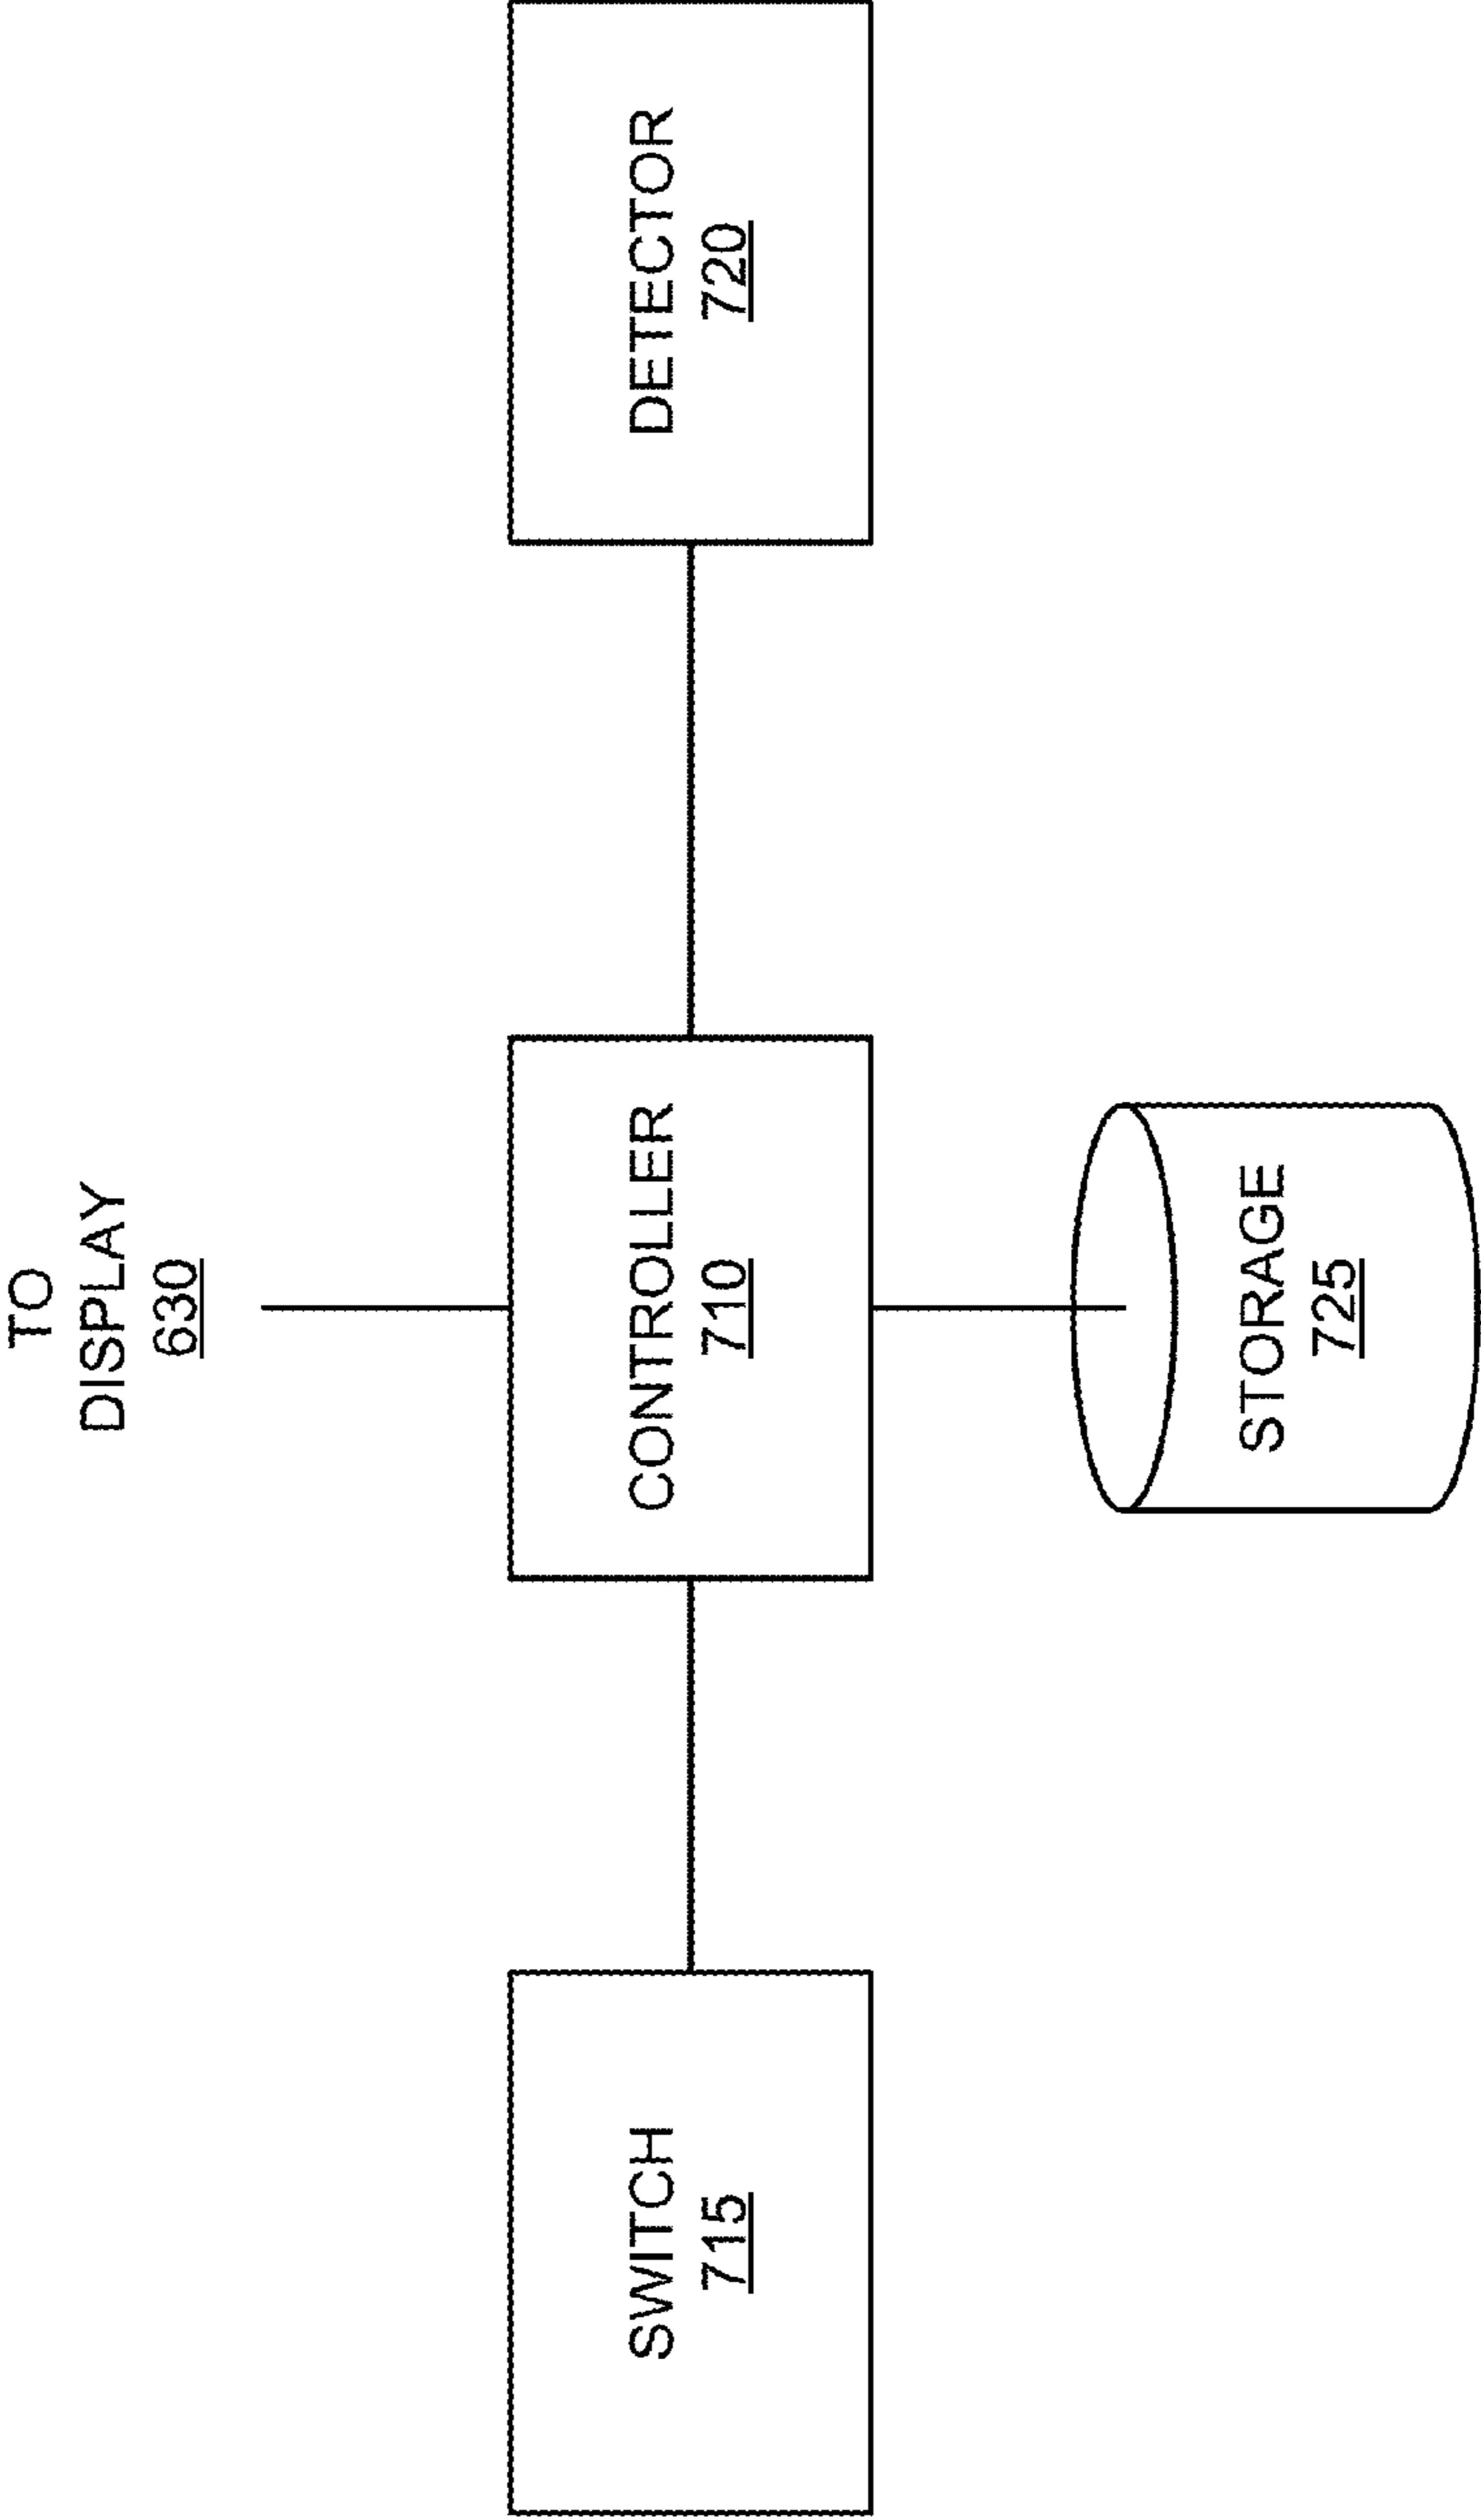 TO
DISPLAY
630
SWITCH
715
CONTROLLER
710
DETECTOR
720
STORAGE
725